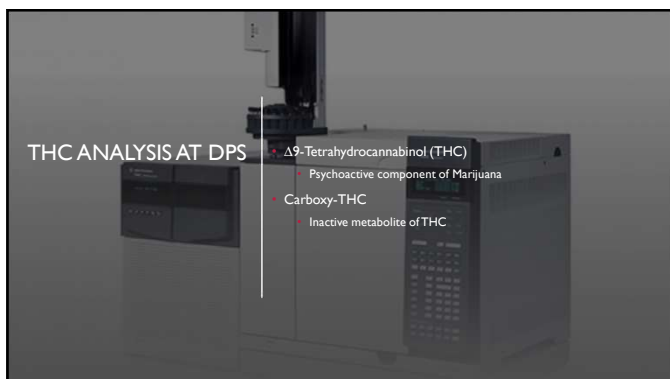 THC ANALYSIS AT DPS
• Δ9-Tetrahydrocannabinol (THC)
• Psychoactive component of Marijuana
• Carboxy-THC
• Inactive metabolite of THC